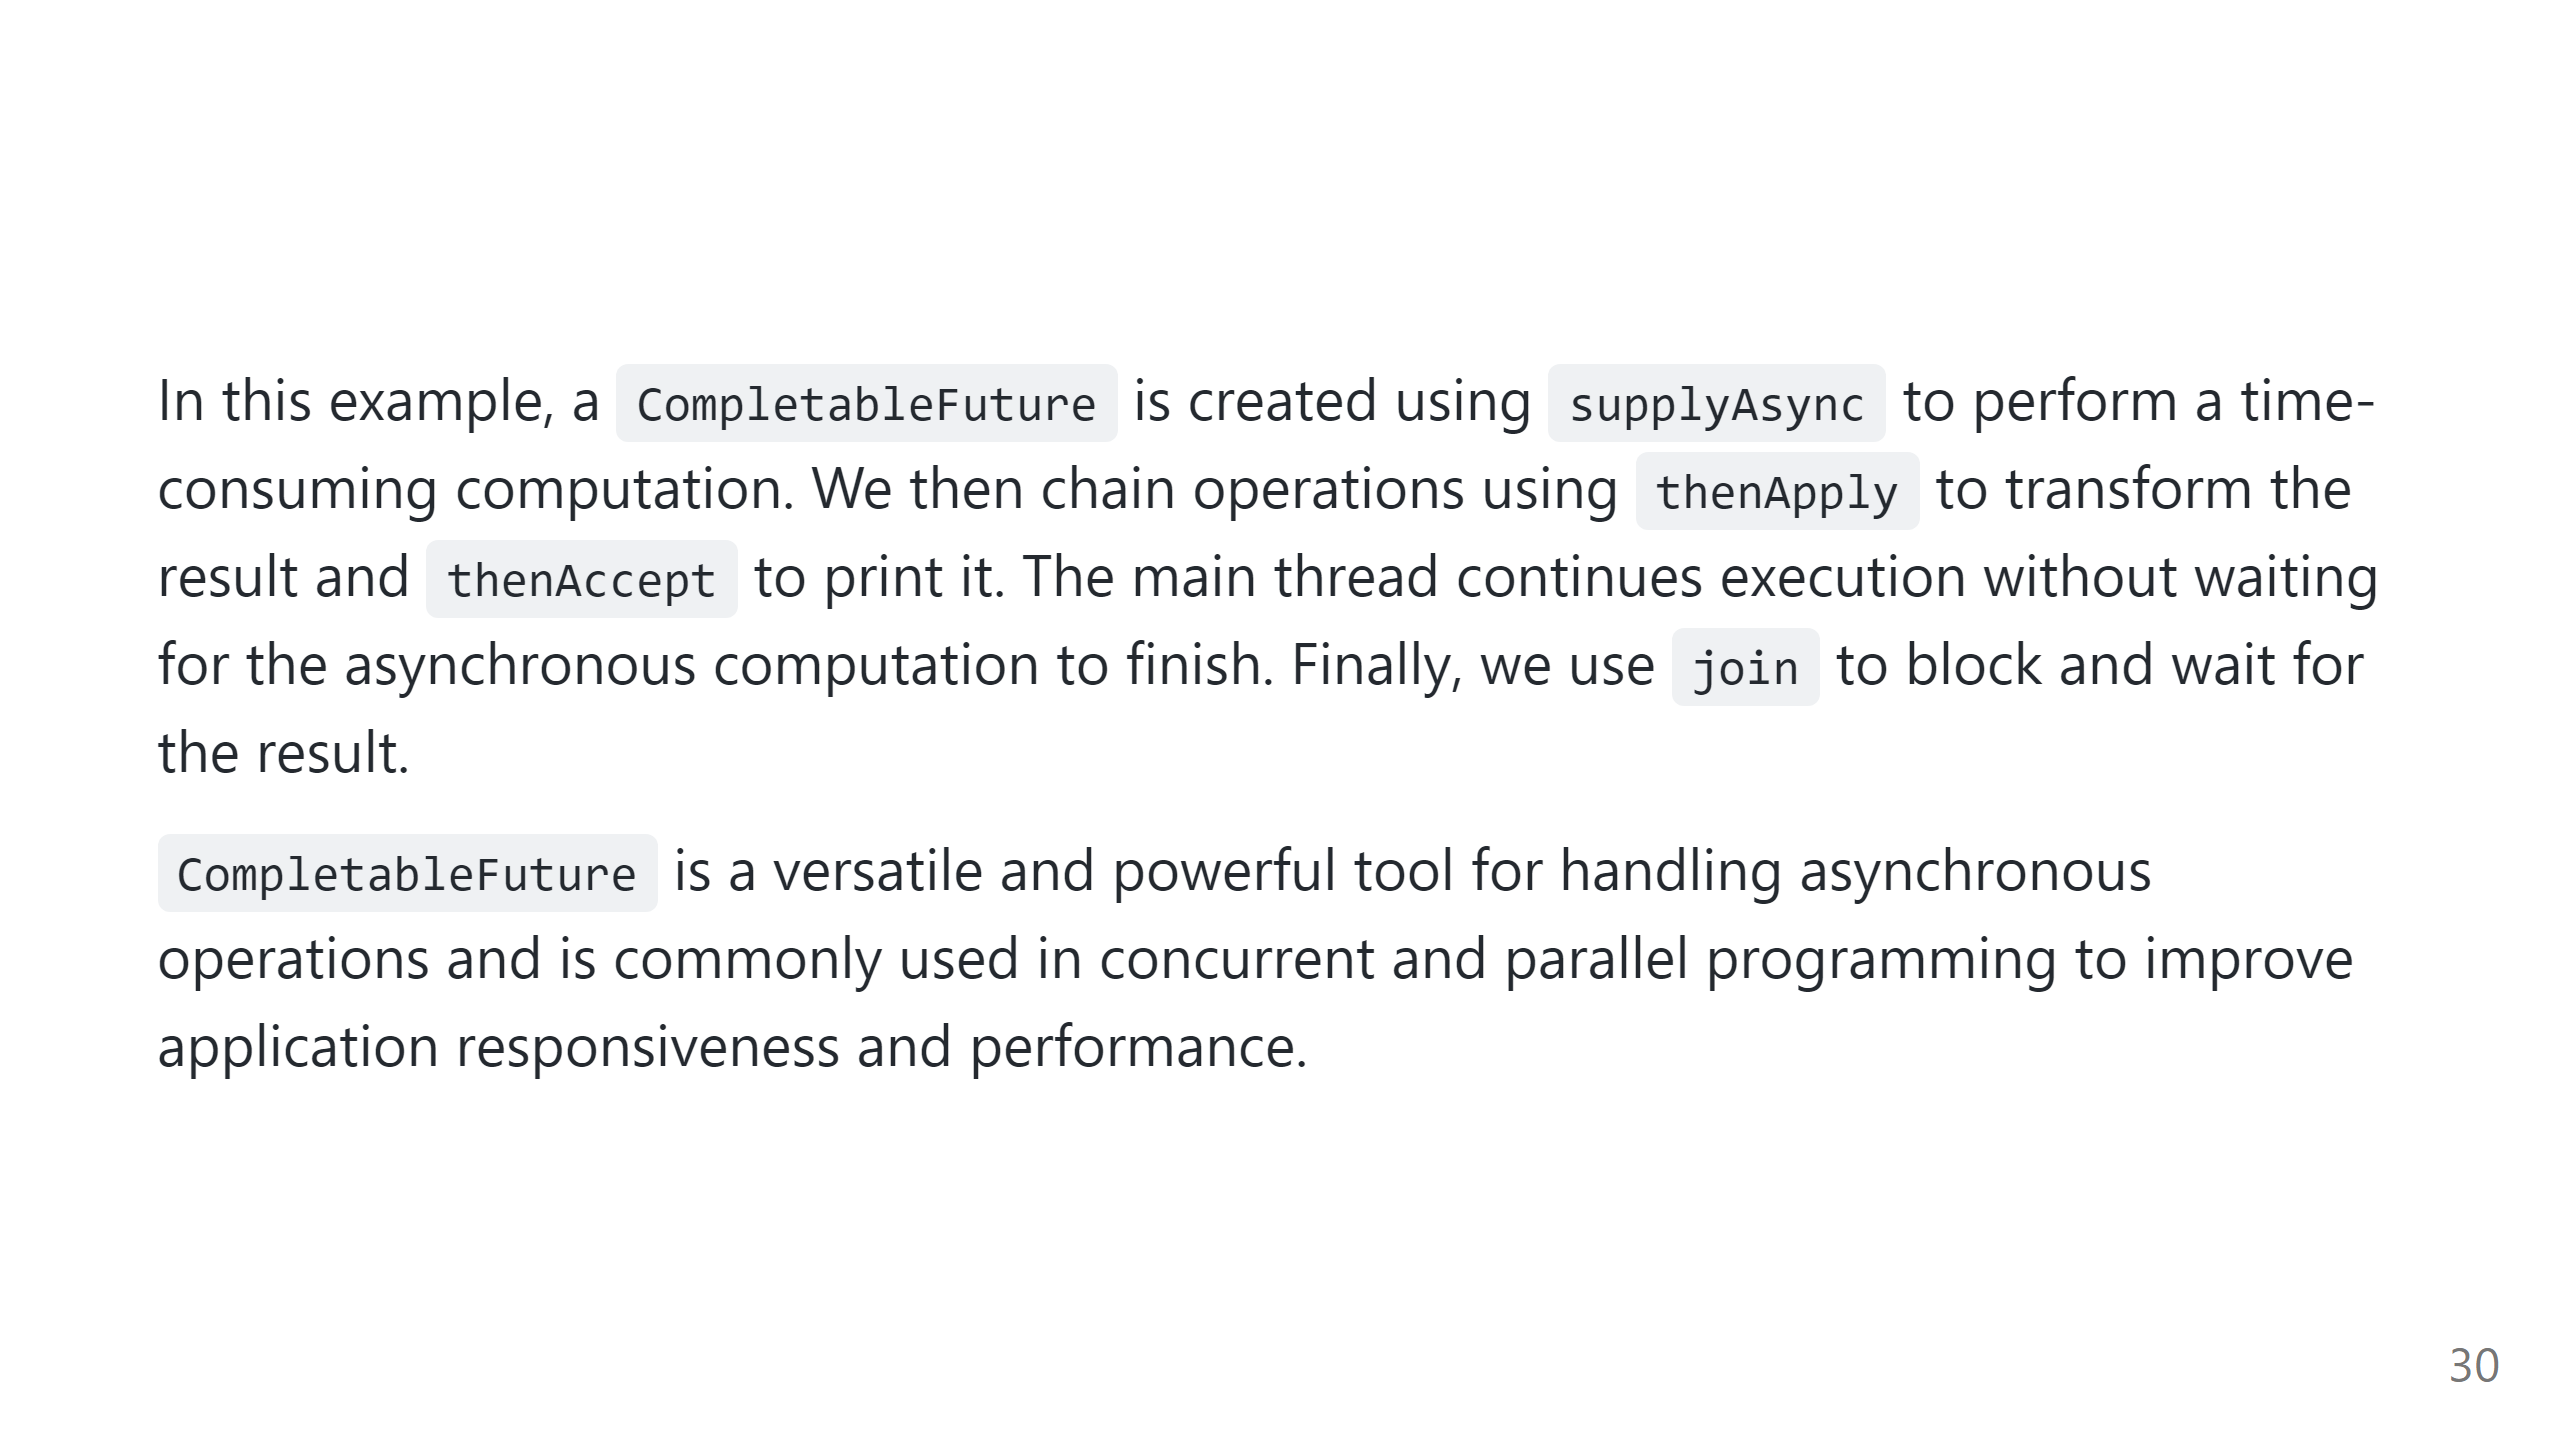 In this example, a CompletableFuture is created using supplyAsync to perform a time-
consuming computation. We then chain operations using thenApply to transform the
result and thenAccept to print it. The main thread continues execution without waiting
for the asynchronous computation to finish. Finally, we use join to block and wait for
the result.
CompletableFuture is a versatile and powerful tool for handling asynchronous
operations and is commonly used in concurrent and parallel programming to improve
application responsiveness and performance.
30